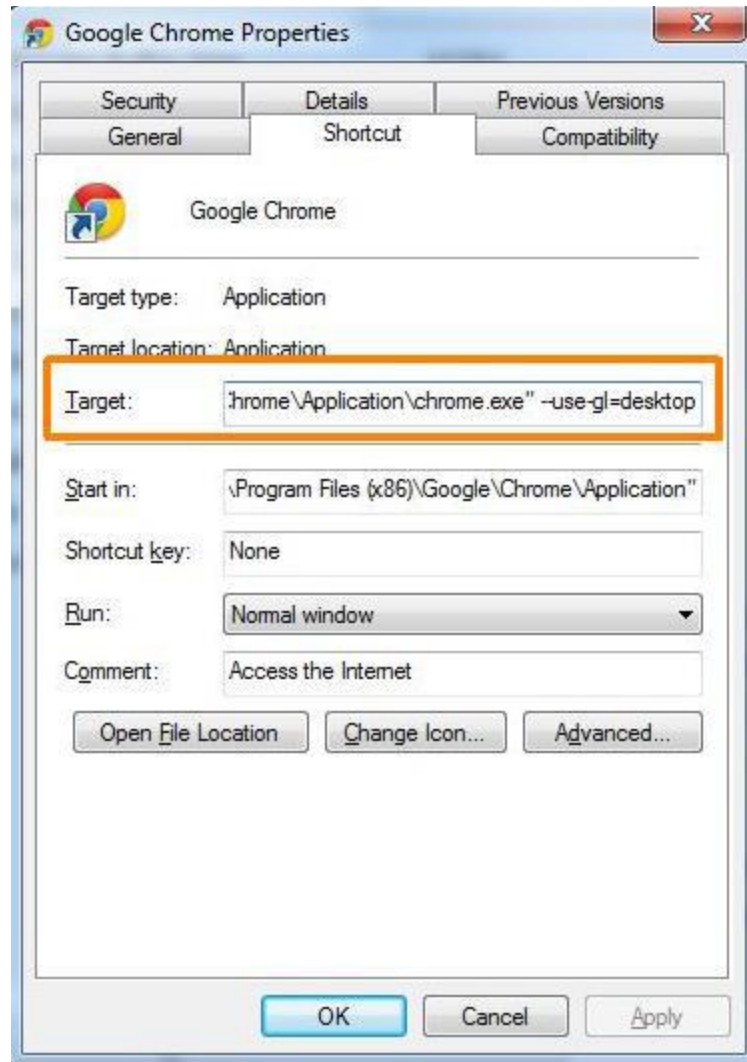 Google Chrome Properties
Security Details Previous Versions
General Shortcut Compatibility
Google Chrome
Target type: Application
Target location: Application
Target: :hrome\Application\chrome.exe" --use-gl=desktop
Start in: \Program Files (x86)\Google\Chrome\Application"
Shortcut key: None
Run: Normal window
Comment: Access the Internet
Open File Location Change Icon... Advanced...
OK Cancel Apply